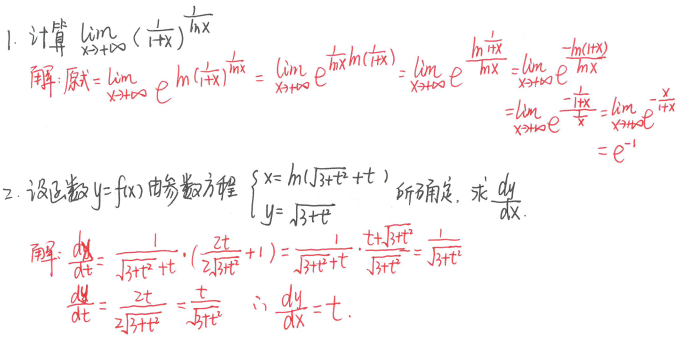 1. 计算 lim_{x→+∞} (1/(1+x))^{1/lnx}
解:原式 = lim_{x→+∞} e^{ln(1/(1+x))^{1/lnx}} = lim_{x→+∞} e^{(1/lnx)ln(1/(1+x))} = lim_{x→+∞} e^{(ln(1/(1+x)))/lnx} = lim_{x→+∞} e^{(-ln(1+x))/lnx}
= lim_{x→+∞} e^{(-1/(1+x))/(1/x)} = lim_{x→+∞} e^{-x/(1+x)}
= e^{-1}
2. 设函数 y=f(x) 由参数方程 { x = ln(√(3+t²)+t) y = √(3+t²) 所确定, 求 dy/dx.
解: dx/dt = 1/(√(3+t²)+t) · (2t/(2√(3+t²))+1) = 1/(√(3+t²)+t) · (t+√(3+t²))/√(3+t²) = 1/√(3+t²)
dy/dt = 2t/(2√(3+t²)) = t/√(3+t²) ∴ dy/dx = t.